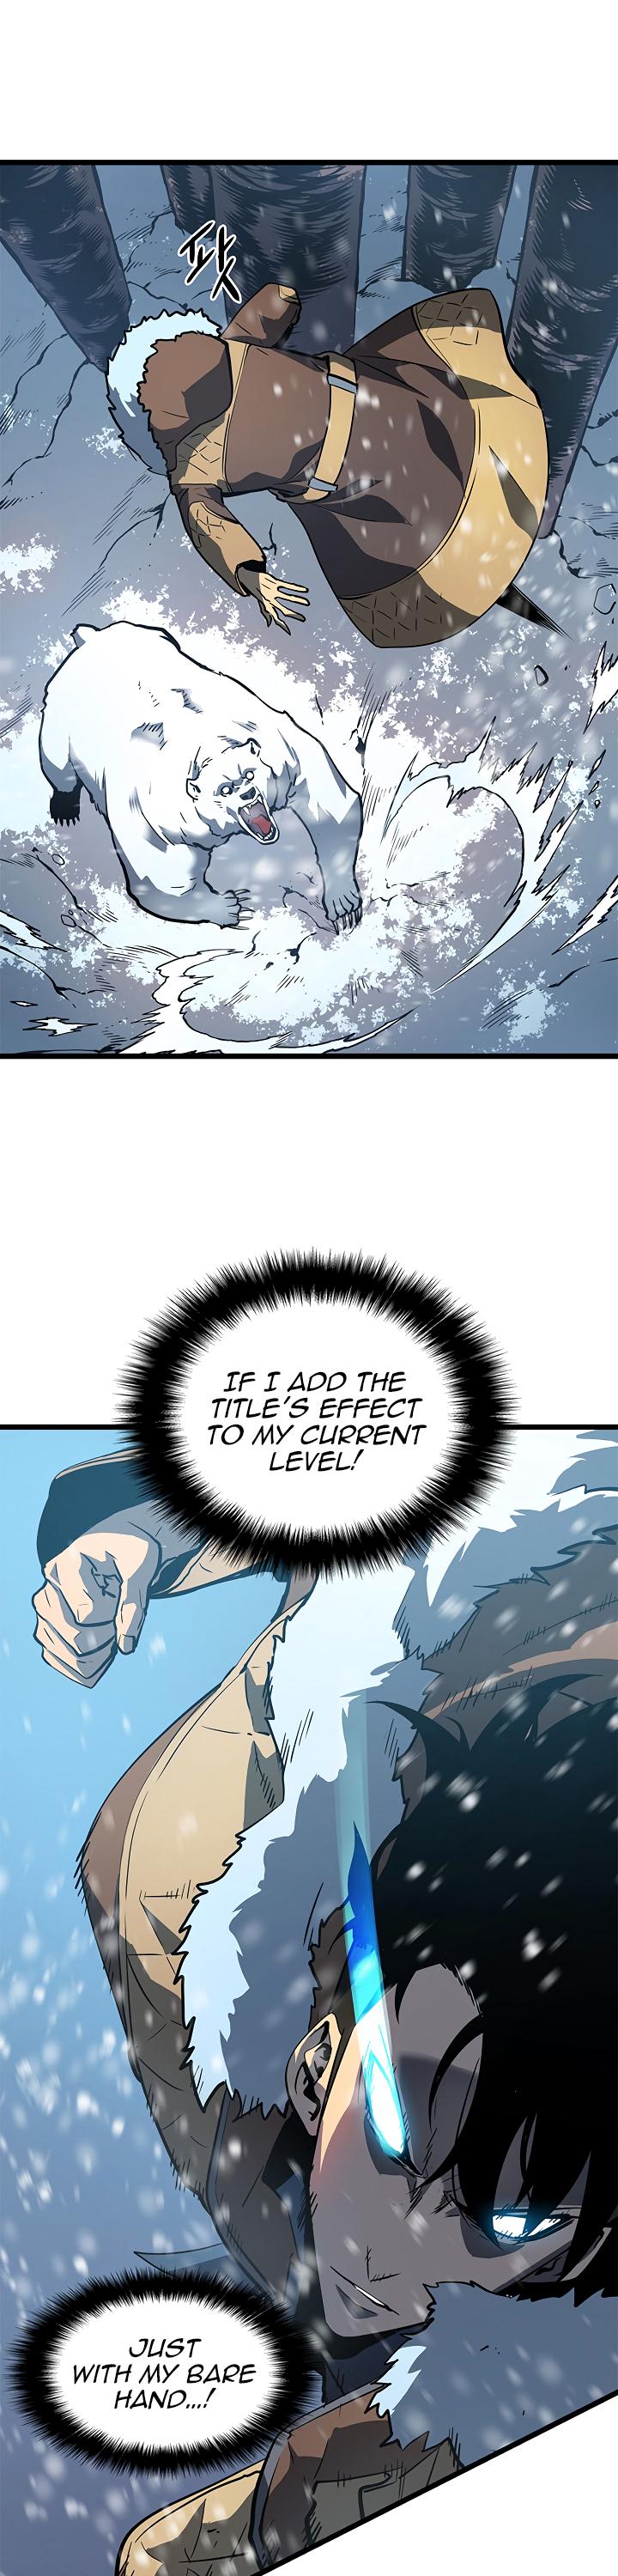 팟
IF I ADD THE
TITLE'S EFFECT
TO MY CURRENT
LEVEL!
JUST
WITH MY BARE
HAND...!